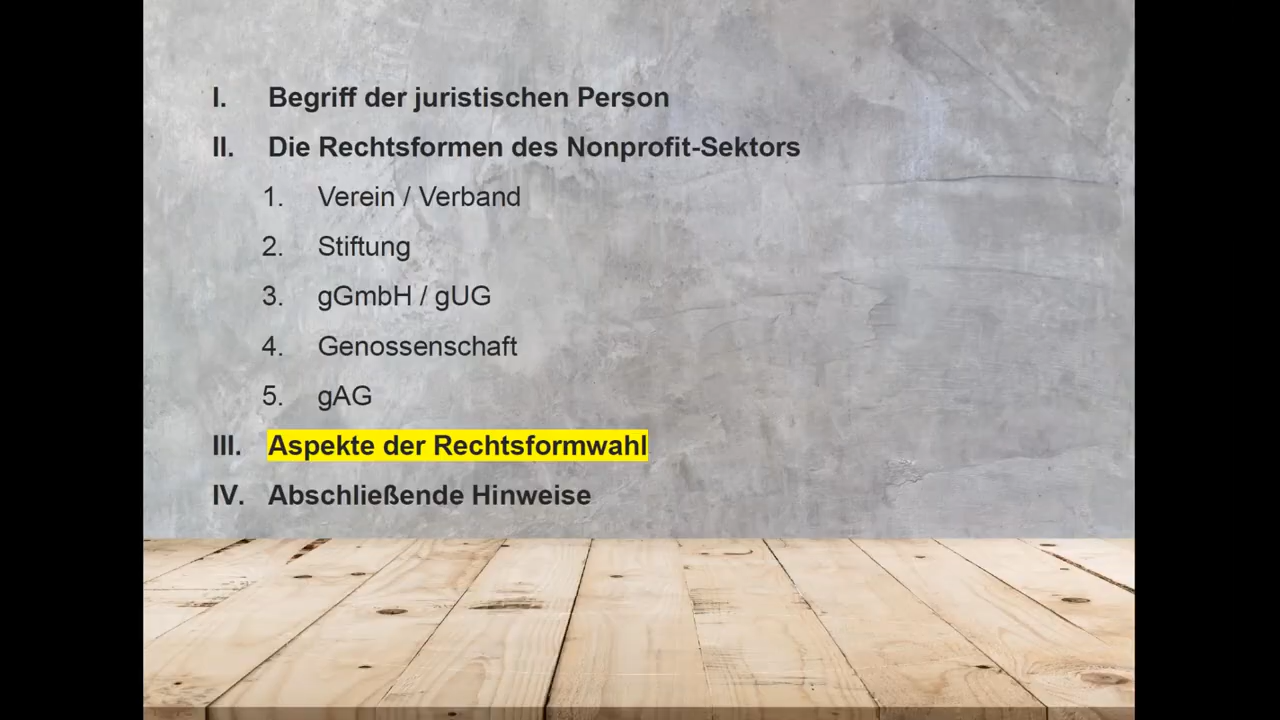 I. Begriff der juristischen Person
II. Die Rechtsformen des Nonprofit-Sektors
1. Verein / Verband
2. Stiftung
3. gGmbH / gUG
4. Genossenschaft
5. gAG
III. Aspekte der Rechtsformwahl
IV. Abschließende Hinweise